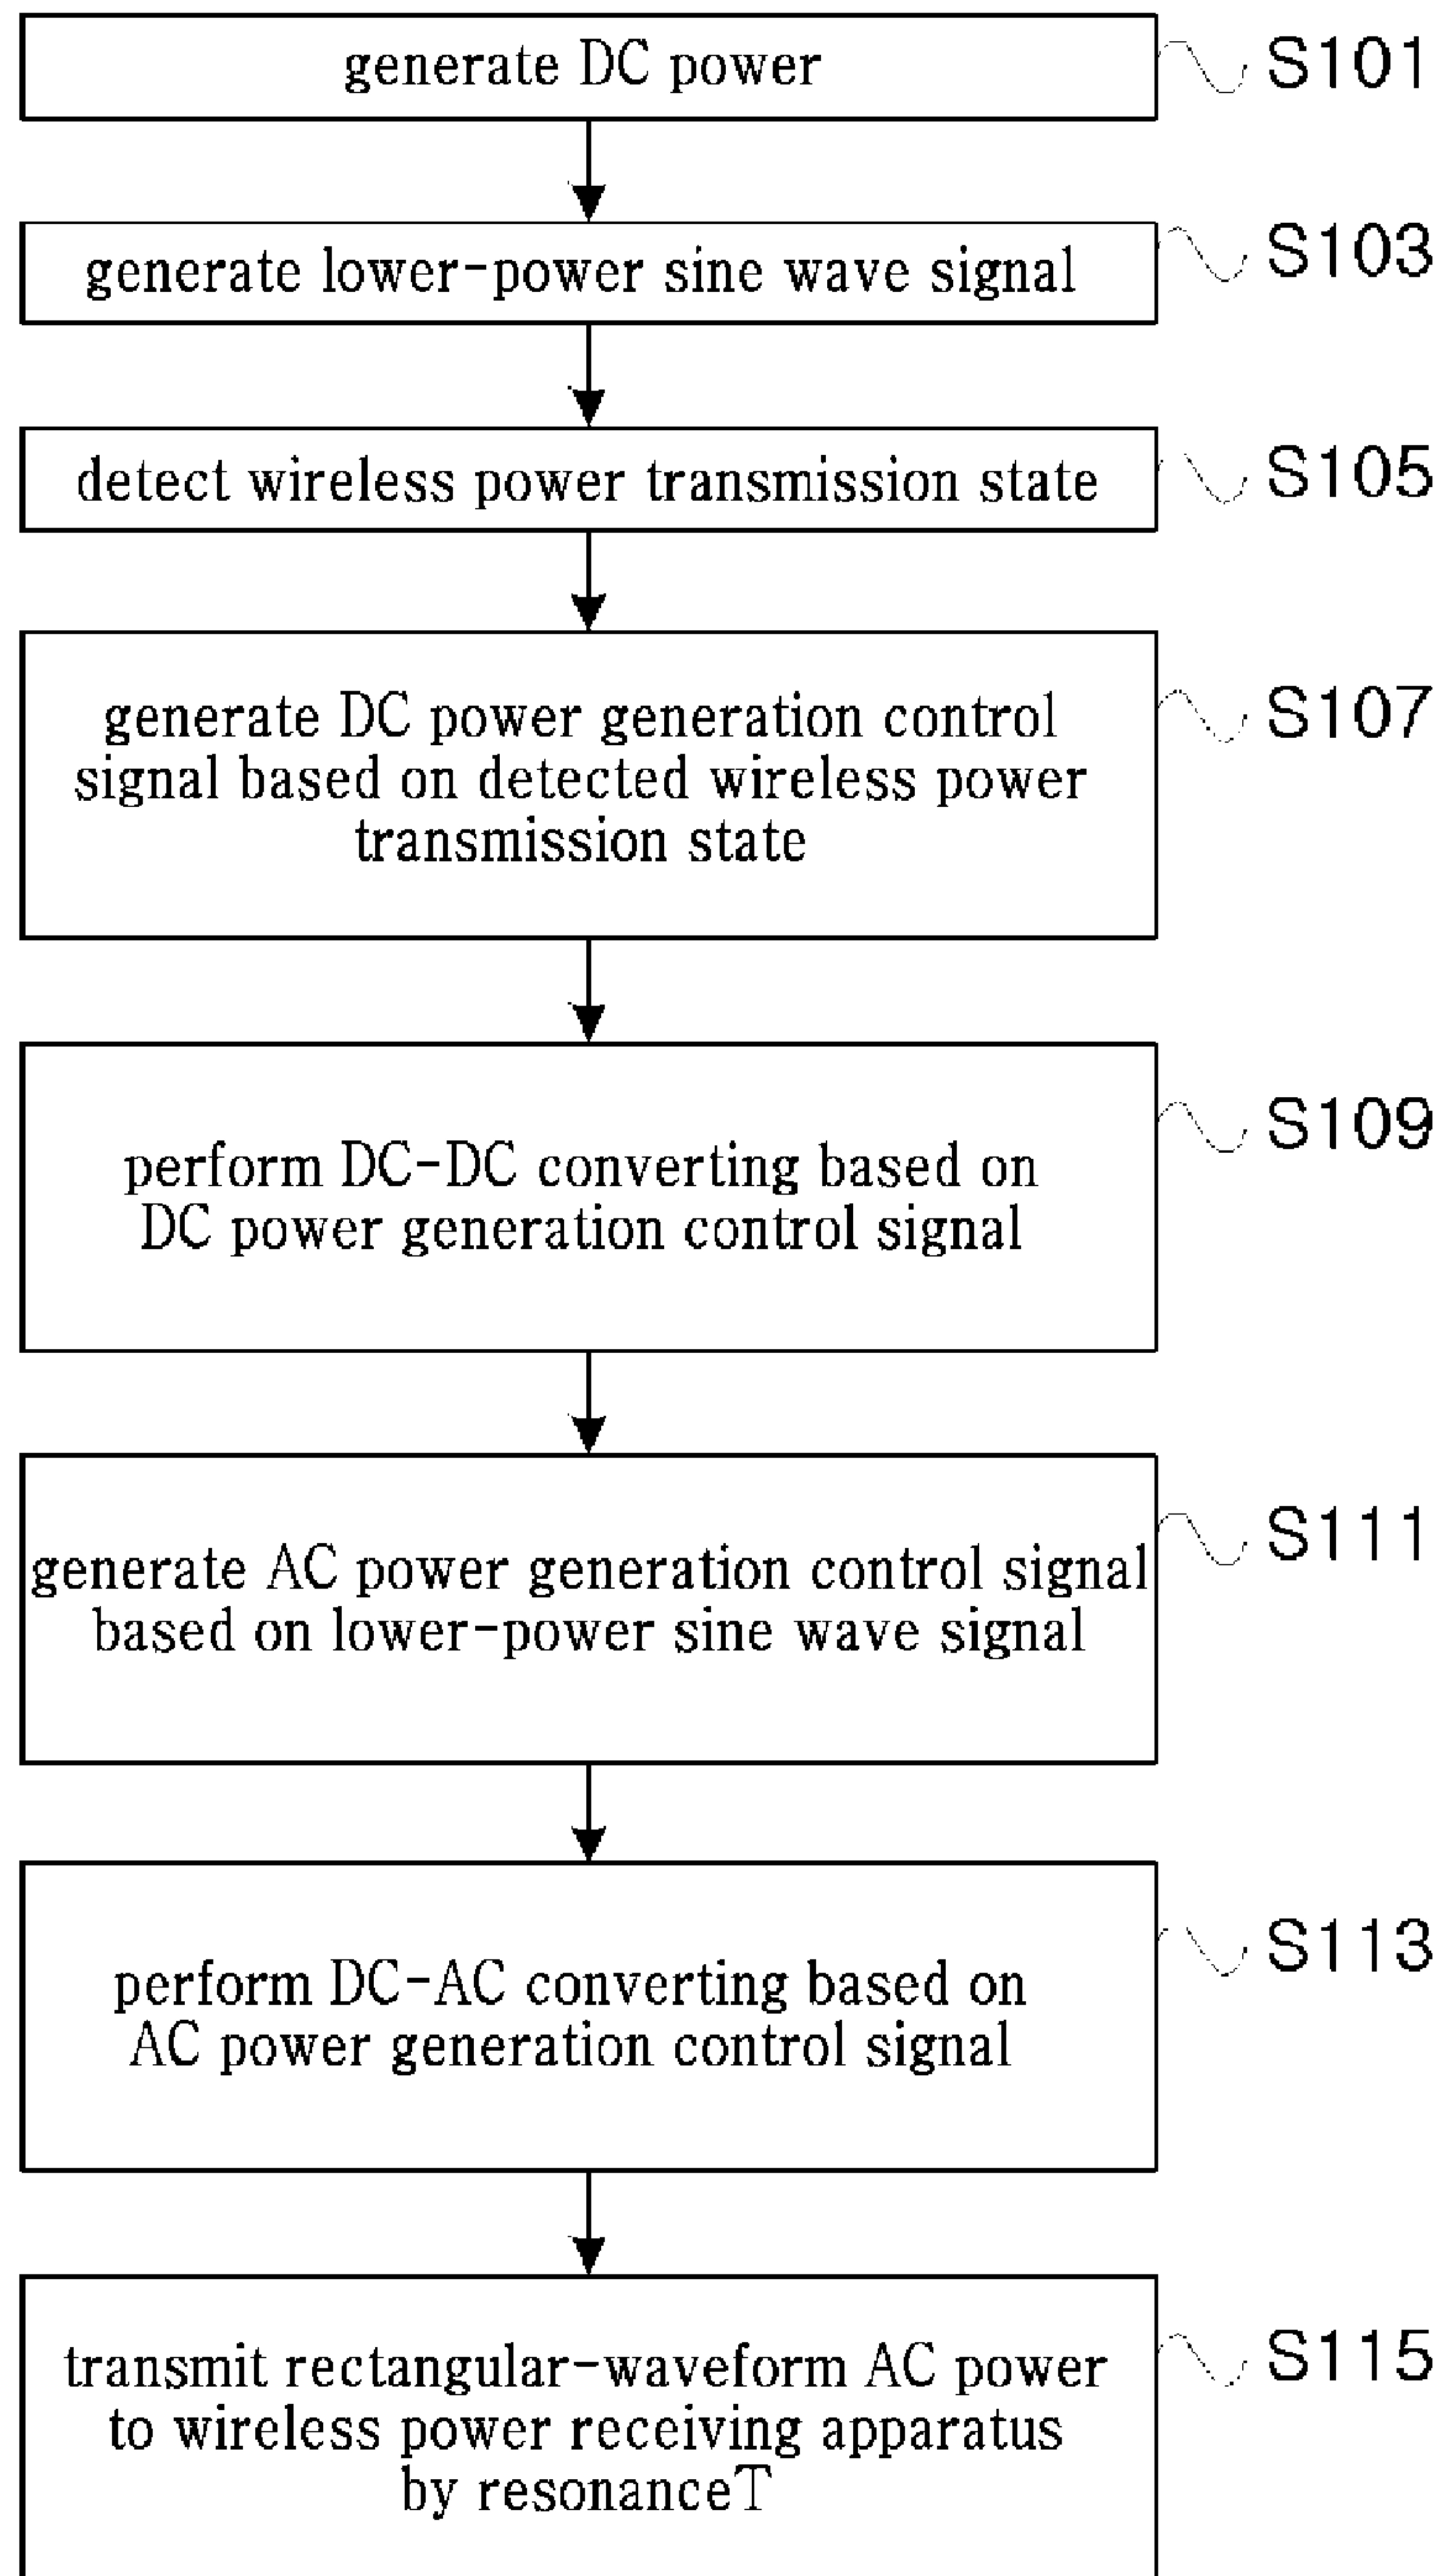 generate DC power
S101
generate lower-power sine wave signal
S103
detect wireless power transmission state
S105
generate DC power generation control
signal based on detected wireless power
transmission state
S107
perform DC-DC converting based on
DC power generation control signal
S109
generate AC power generation control signal
based on lower-power sine wave signal
S111
perform DC-AC converting based on
AC power generation control signal
S113
transmit rectangular-waveform AC power
to wireless power receiving apparatus
by resonanceT
S115